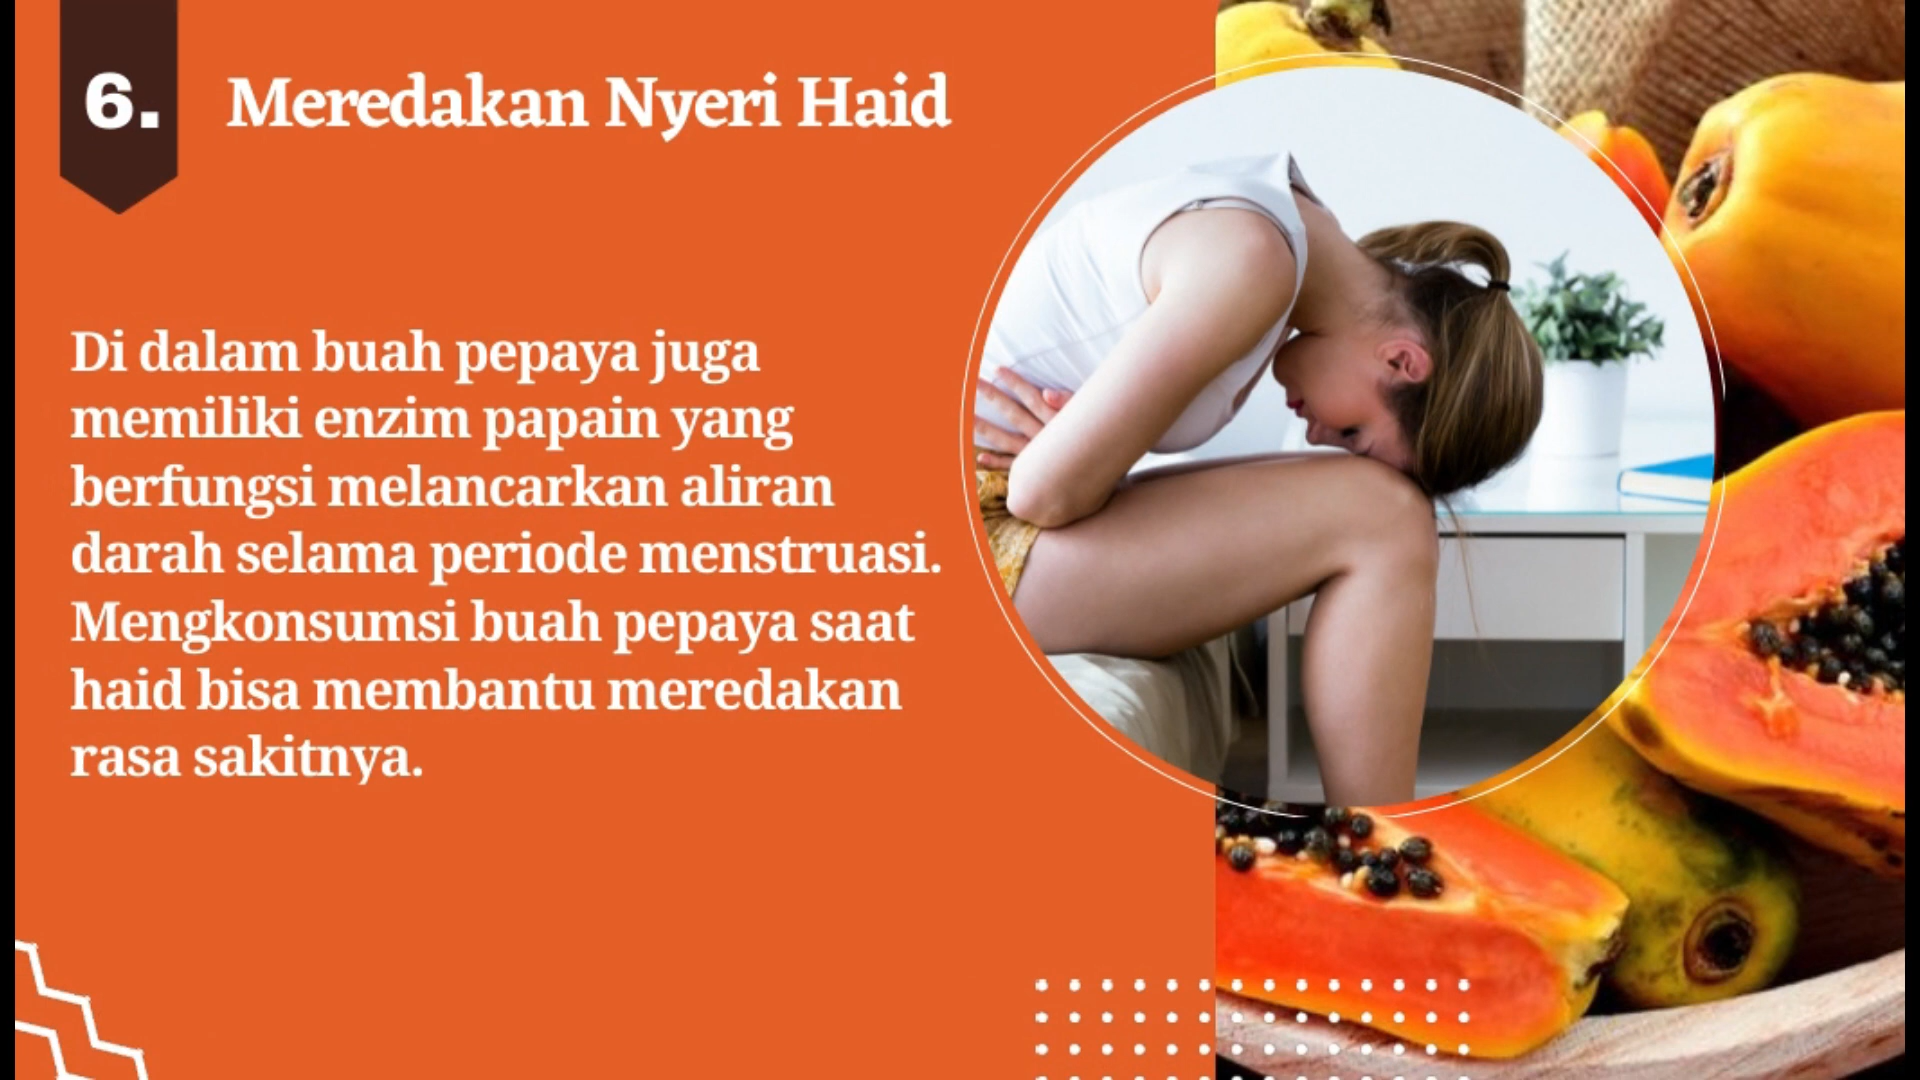 6.
Meredakan Nyeri Haid
Di dalam buah pepaya juga
memiliki enzim papain yang
berfungsi melancarkan aliran
darah selama periode menstruasi.
Mengkonsumsi buah pepaya saat
haid bisa membantu meredakan
rasa sakitnya.